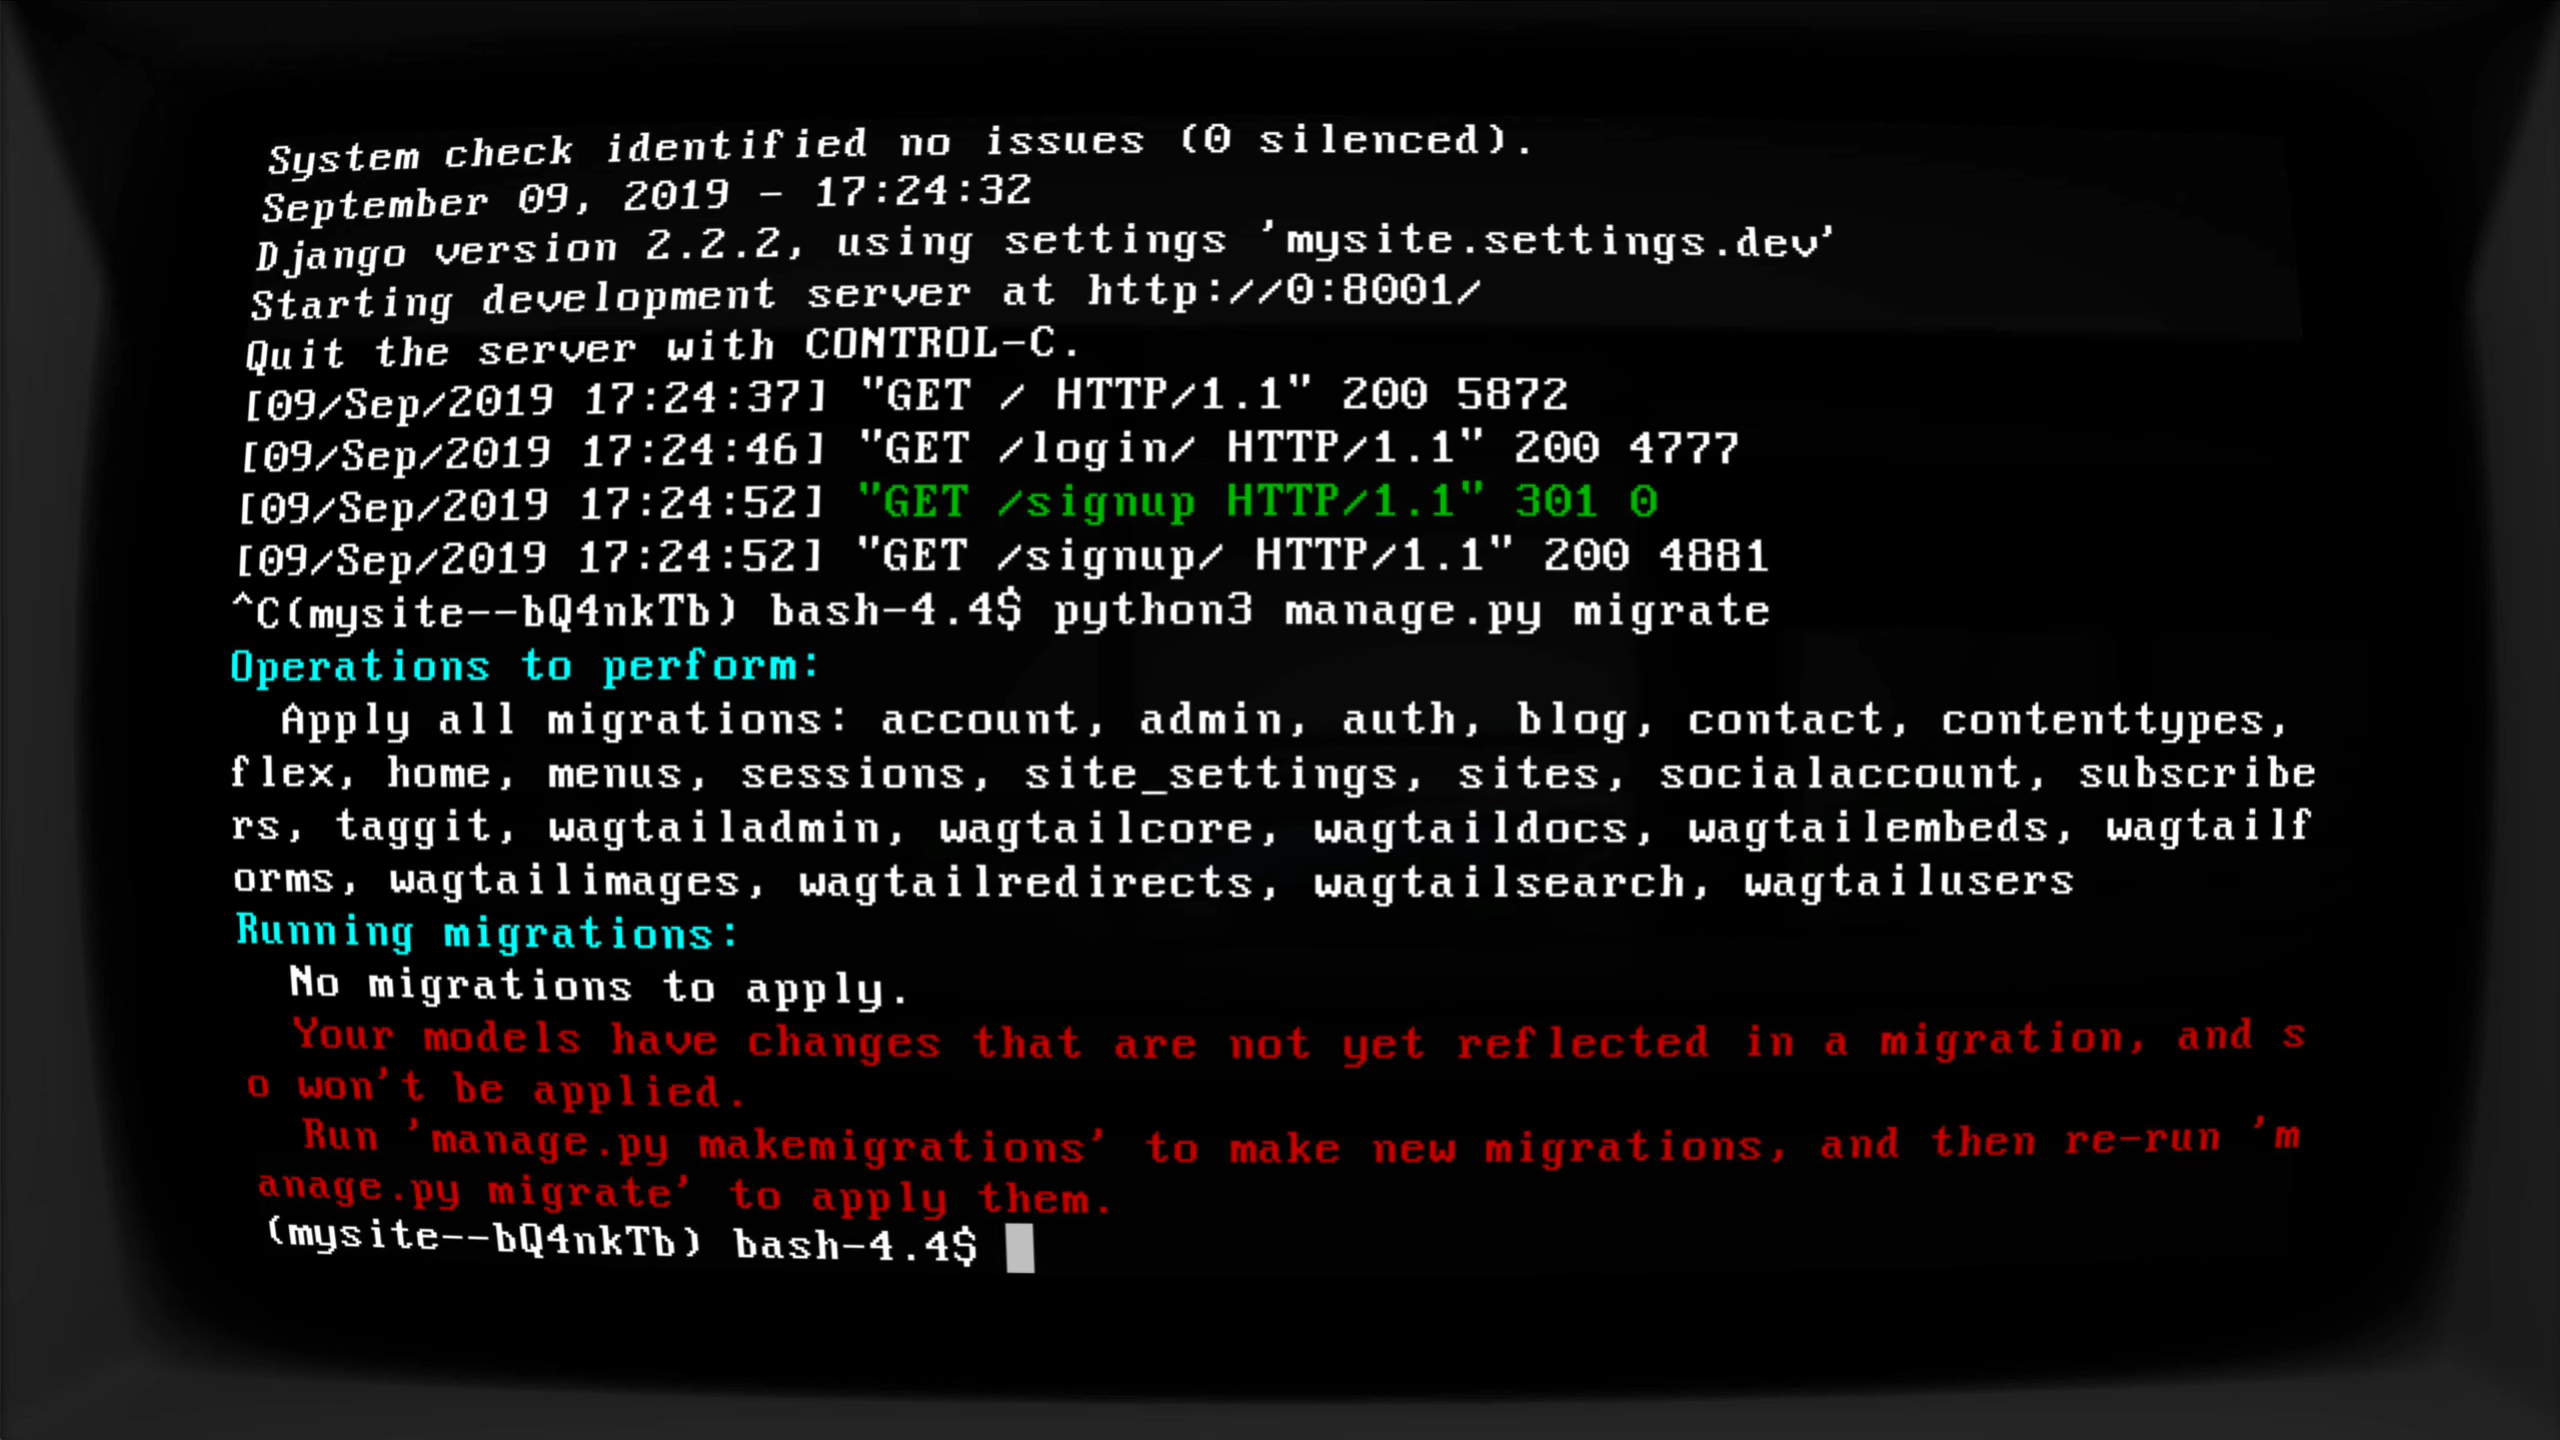 System check identified no issues (0 silenced).
September 09, 2019 - 17:24:32
Django version 2.2.2, using settings 'mysite.settings.dev'
Starting development server at http://0:8001/
Quit the server with CONTROL-C.
[09/Sep/2019 17:24:37] "GET / HTTP/1.1" 200 5872
[09/Sep/2019 17:24:46] "GET /login/ HTTP/1.1" 200 4777
[09/Sep/2019 17:24:52] "GET /signup HTTP/1.1" 301 0
[09/Sep/2019 17:24:52] "GET /signup/ HTTP/1.1" 200 4881
^C(mysite--bQ4nkTb) bash-4.4$ python3 manage.py migrate
Operations to perform:
Apply all migrations: account, admin, auth, blog, contact, contenttypes,
flex, home, menus, sessions, site_settings, sites, socialaccount, subscribe
rs, taggit, wagtailadmin, wagtailcore, wagtaildocs, wagtailembeds, wagtailf
orms, wagtailimages, wagtailredirects, wagtailsearch, wagtailusers
Running migrations:
No migrations to apply.
Your models have changes that are not yet reflected in a migration, and s
o won't be applied.
Run 'manage.py makemigrations' to make new migrations, and then re-run 'm
anage.py migrate' to apply them.
(mysite--bQ4nkTb) bash-4.4$